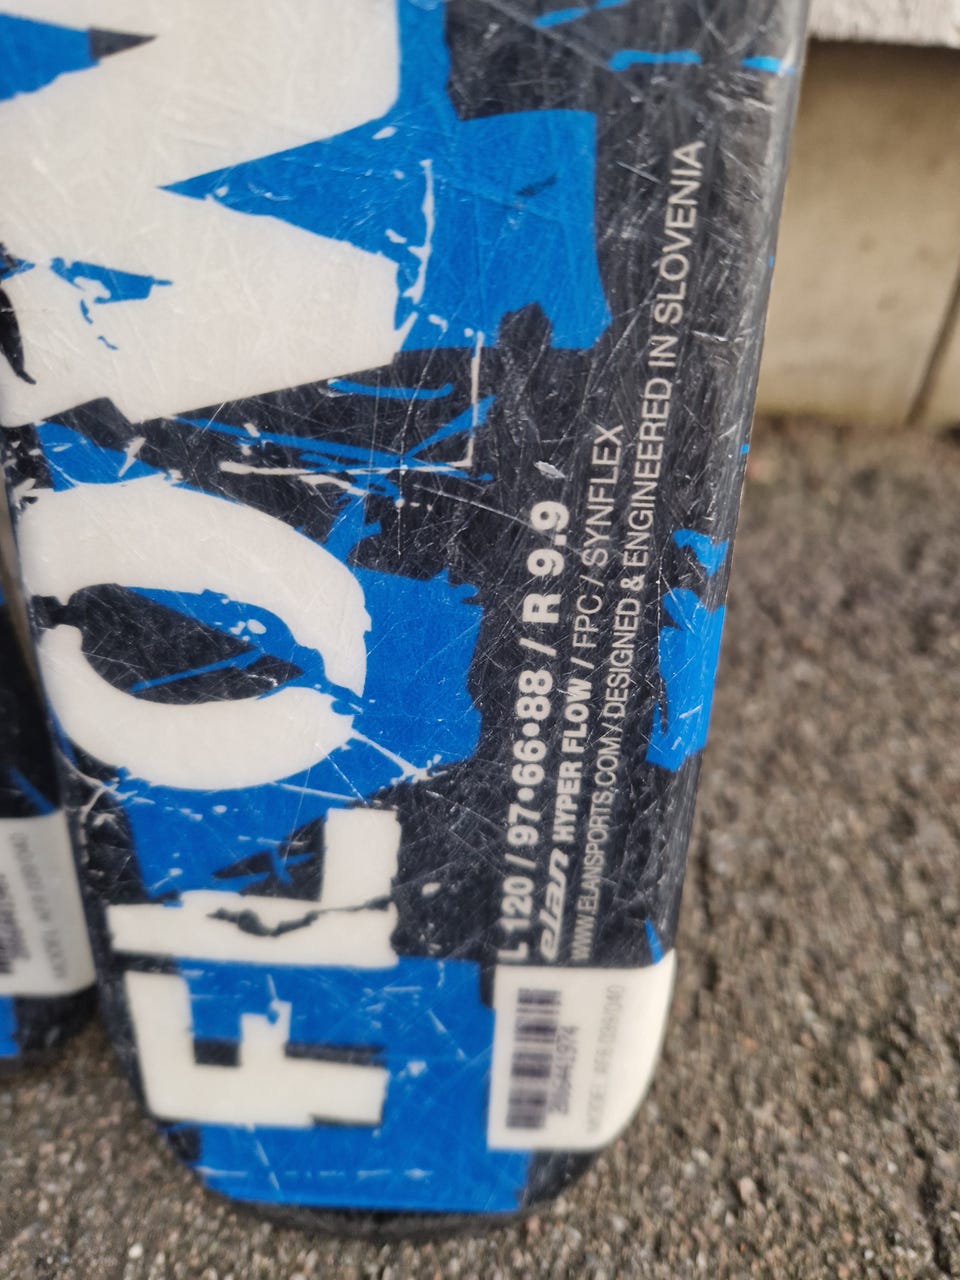 FLOW
L 120 / 97•66•88 / R 9.9
elan HYPER FLOW / FPC / SYNFLEX
WWW.ELANSPORTS.COM / DESIGNED & ENGINEERED IN SLOVENIA